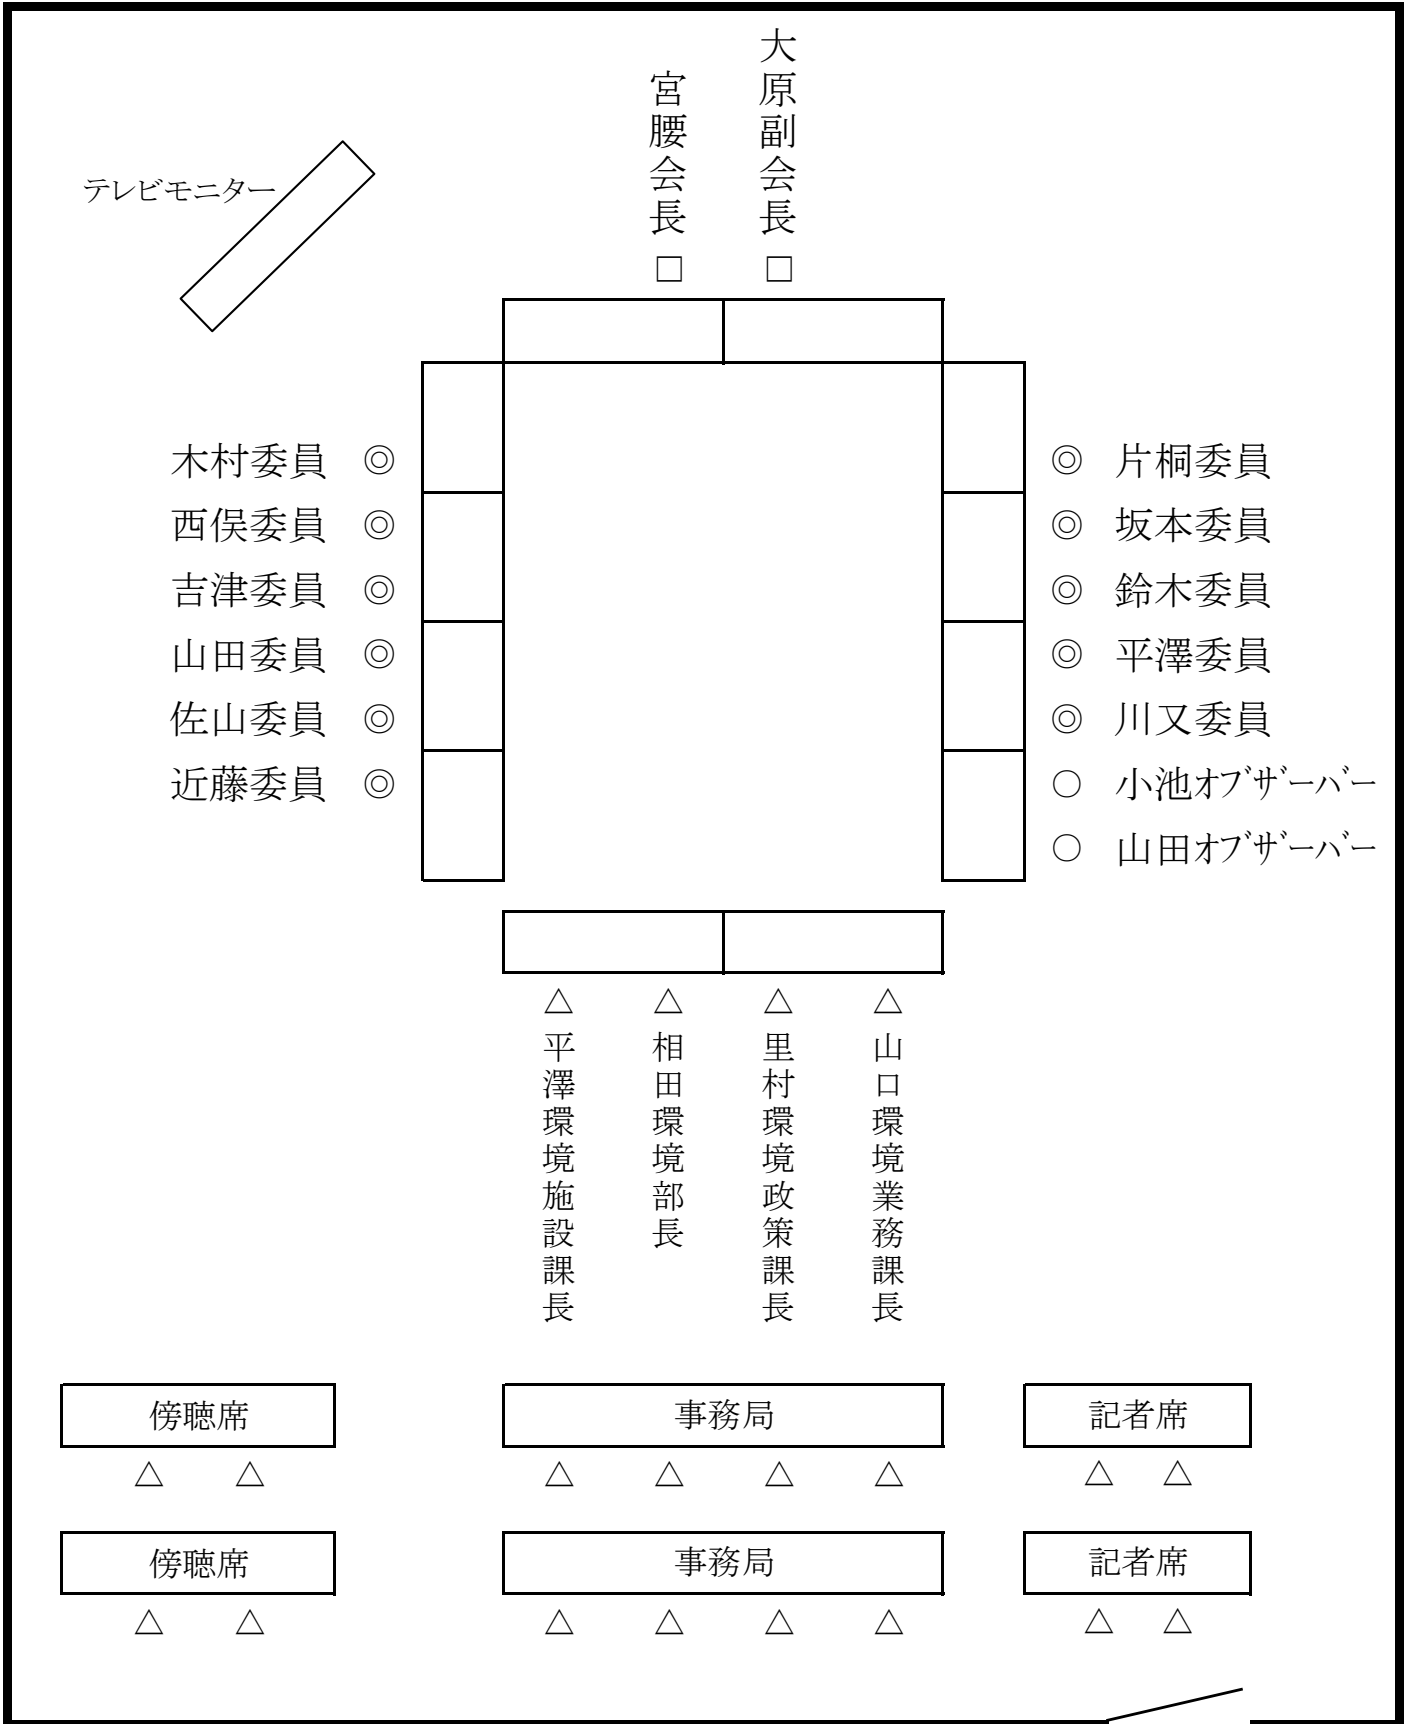 大原副会長
宮腰会長
□ □
テレビモニター
木村委員 ◎
西俣委員 ◎
吉津委員 ◎
山田委員 ◎
佐山委員 ◎
近藤委員 ◎
◎ 片桐委員
◎ 坂本委員
◎ 鈴木委員
◎ 平澤委員
◎ 川又委員
○ 小池ｵﾌﾞｻﾞｰﾊﾞｰ
○ 山田ｵﾌﾞｻﾞｰﾊﾞｰ
△ △ △ △
平澤環境施設課長
相田環境部長
里村環境政策課長
山口環境業務課長
傍聴席 事務局 記者席
△ △ △ △ △ △ △ △
傍聴席 事務局 記者席
△ △ △ △ △ △ △ △